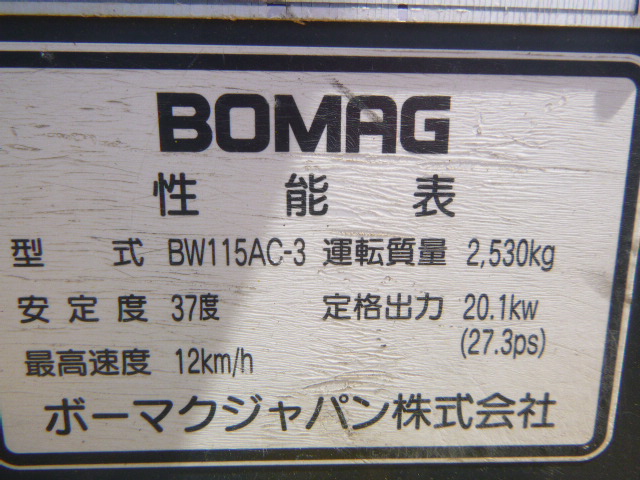 BOMAG
性能表
型式 BW115AC-3 運転質量 2,530kg
安定度 37度 定格出力 20.1kw
(27.3ps)
最高速度 12km/h
ボーマクジャパン株式会社